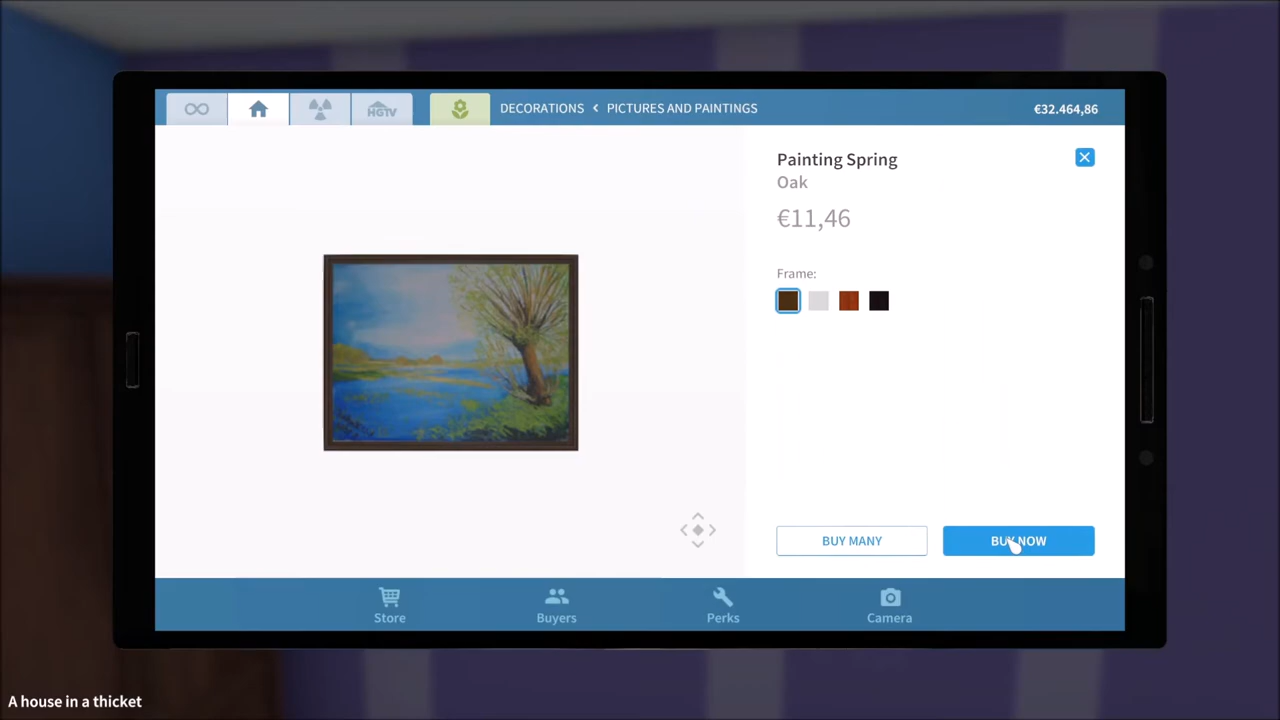 HGTV
DECORATIONS < PICTURES AND PAINTINGS
€32.464,86
Painting Spring
Oak
€11,46
Frame:
BUY MANY
BUY NOW
Store
Buyers
Perks
Camera
A house in a thicket